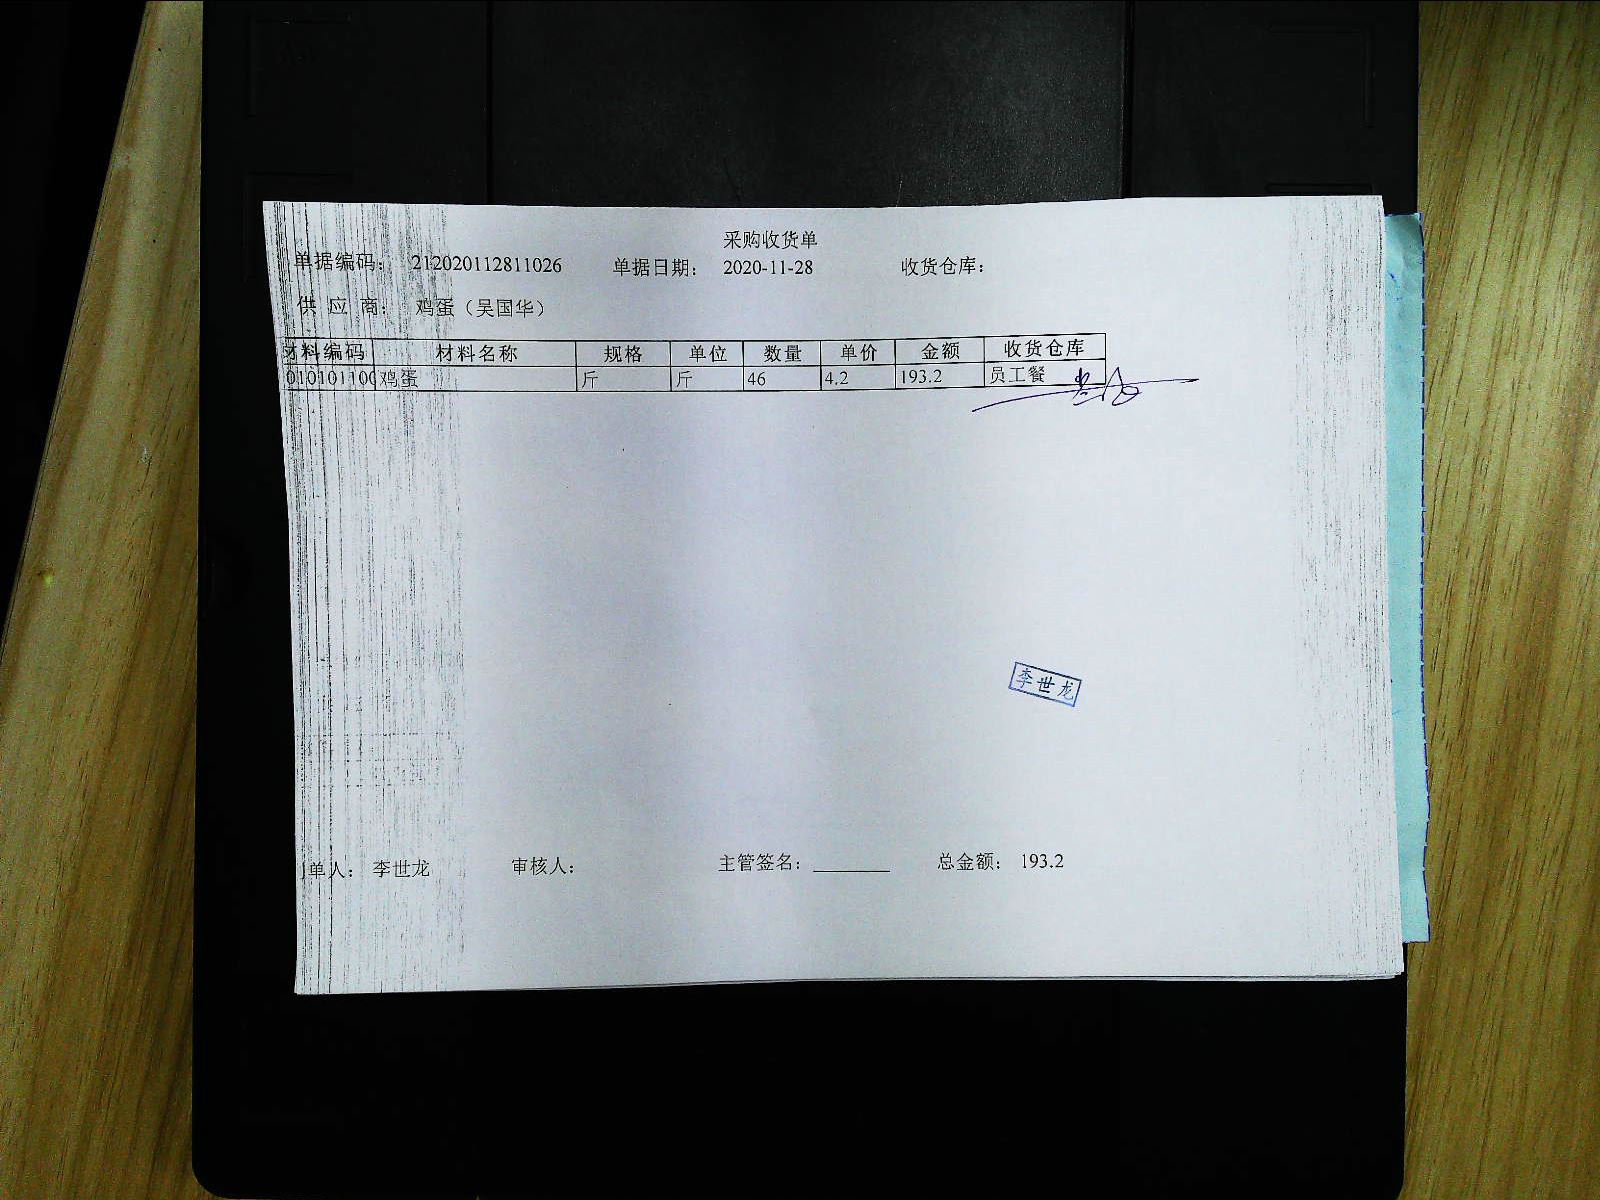 采购收货单
单据编码： 212020112811026 单据日期： 2020-11-28 收货仓库：
供 应 商： 鸡蛋（吴国华）
材料编码 材料名称 规格 单位 数量 单价 金额 收货仓库
010101100 鸡蛋 斤 斤 46 4.2 193.2 员工餐
李世龙
单人： 李世龙 审核人： 主管签名： 总金额： 193.2